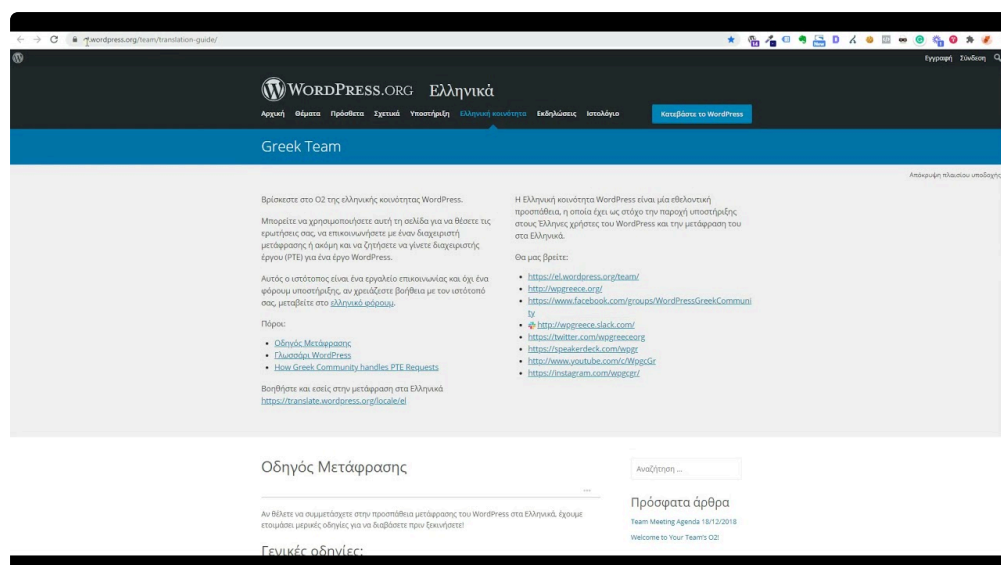 wordpress.org/team/translation-guide/
Εγγραφή Σύνδεση
WORDPRESS.ORG Ελληνικά
Αρχική Θέματα Πρόσθετα Σχετικά Υποστήριξη Ελληνική κοινότητα Εκδηλώσεις Ιστολόγιο Κατεβάστε το WordPress
Greek Team
Απόκρυψη πλαισίου υποδοχής
Βρίσκεστε στο O2 της ελληνικής κοινότητας WordPress.
Μπορείτε να χρησιμοποιήσετε αυτή τη σελίδα για να θέσετε τις
ερωτήσεις σας, να επικοινωνήσετε με έναν διαχειριστή
μετάφρασης ή ακόμη και να ζητήσετε να γίνετε διαχειριστής
έργου (PTE) για ένα έργο WordPress.
Αυτός ο ιστότοπος είναι ένα εργαλείο επικοινωνίας και όχι ένα
φόρουμ υποστήριξης, αν χρειάζεστε βοήθεια με τον ιστότοπό
σας, μεταβείτε στο ελληνικό φόρουμ.
Πόροι:
Οδηγός Μετάφρασης
Γλωσσάρι WordPress
How Greek Community handles PTE Requests
Βοηθήστε και εσείς στην μετάφραση στα Ελληνικά
https://translate.wordpress.org/locale/el
Η Ελληνική κοινότητα WordPress είναι μία εθελοντική
προσπάθεια, η οποία έχει ως στόχο την παροχή υποστήριξης
στους Έλληνες χρήστες του WordPress και την μετάφραση του
στα Ελληνικά.
Θα μας βρείτε:
https://el.wordpress.org/team/
http://wpgreece.org/
https://www.facebook.com/groups/WordPressGreekCommuni
ty
http://wpgreece.slack.com/
https://twitter.com/wpgreeceorg
https://speakerdeck.com/wpgr
http://www.youtube.com/c/WpgcGr
https://instagram.com/wpgcgr/
Οδηγός Μετάφρασης
Αν θέλετε να συμμετάσχετε στην προσπάθεια μετάφρασης του WordPress στα Ελληνικά, έχουμε
ετοιμάσει μερικές οδηγίες για να διαβάσετε πριν ξεκινήσετε!
Γενικές οδηγίες:
Αναζήτηση ...
Πρόσφατα άρθρα
Team Meeting Agenda 18/12/2018
Welcome to Your Team's O2!